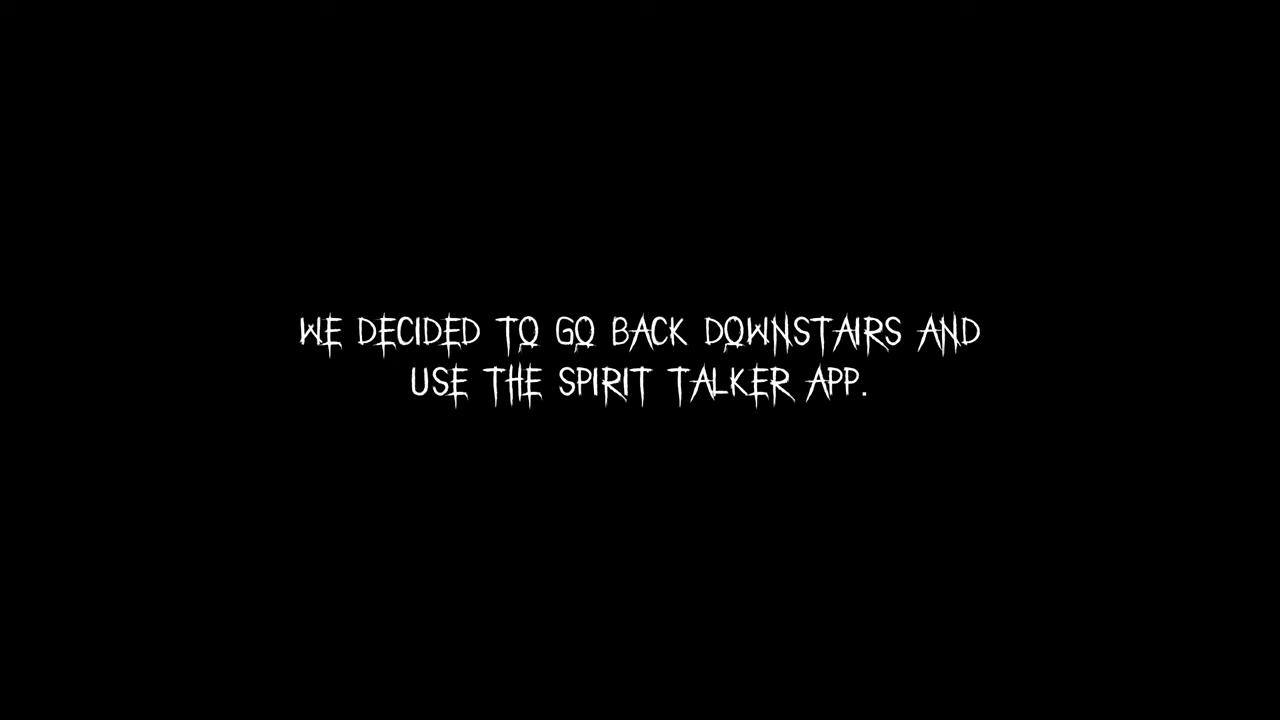 WE DECIDED TO GO BACK DOWNSTAIRS AND
USE THE SPIRIT TALKER APP.